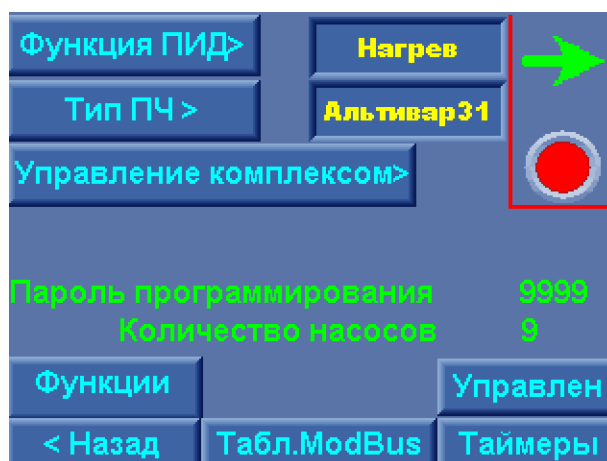 Функция ПИД> Нагрев
Тип ПЧ > Альтивар31
Управление комплексом>
Пароль программирования 9999
Количество насосов 9
Функции Управлен
< Назад Табл.ModBus Таймеры